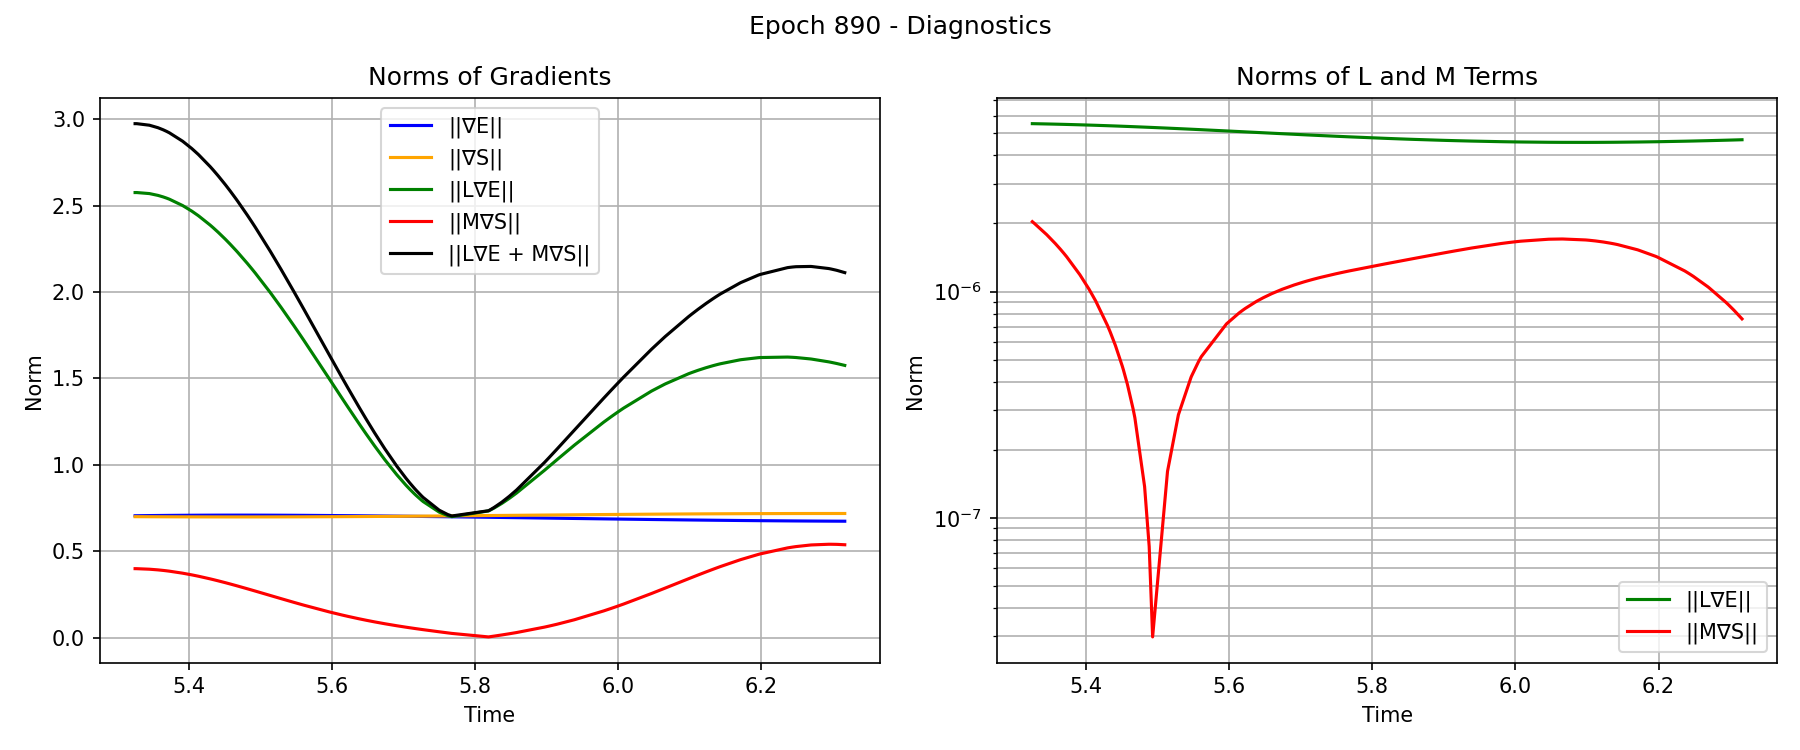 Epoch 890 - Diagnostics
Norms of Gradients
||∇E||
||∇S||
||L∇E||
||M∇S||
||L∇E + M∇S||
3.0
2.5
2.0
1.5
1.0
0.5
0.0
Norm
5.4 5.6 5.8 6.0 6.2
Time
Norms of L and M Terms
10⁻⁶
10⁻⁷
Norm
||L∇E||
||M∇S||
5.4 5.6 5.8 6.0 6.2
Time